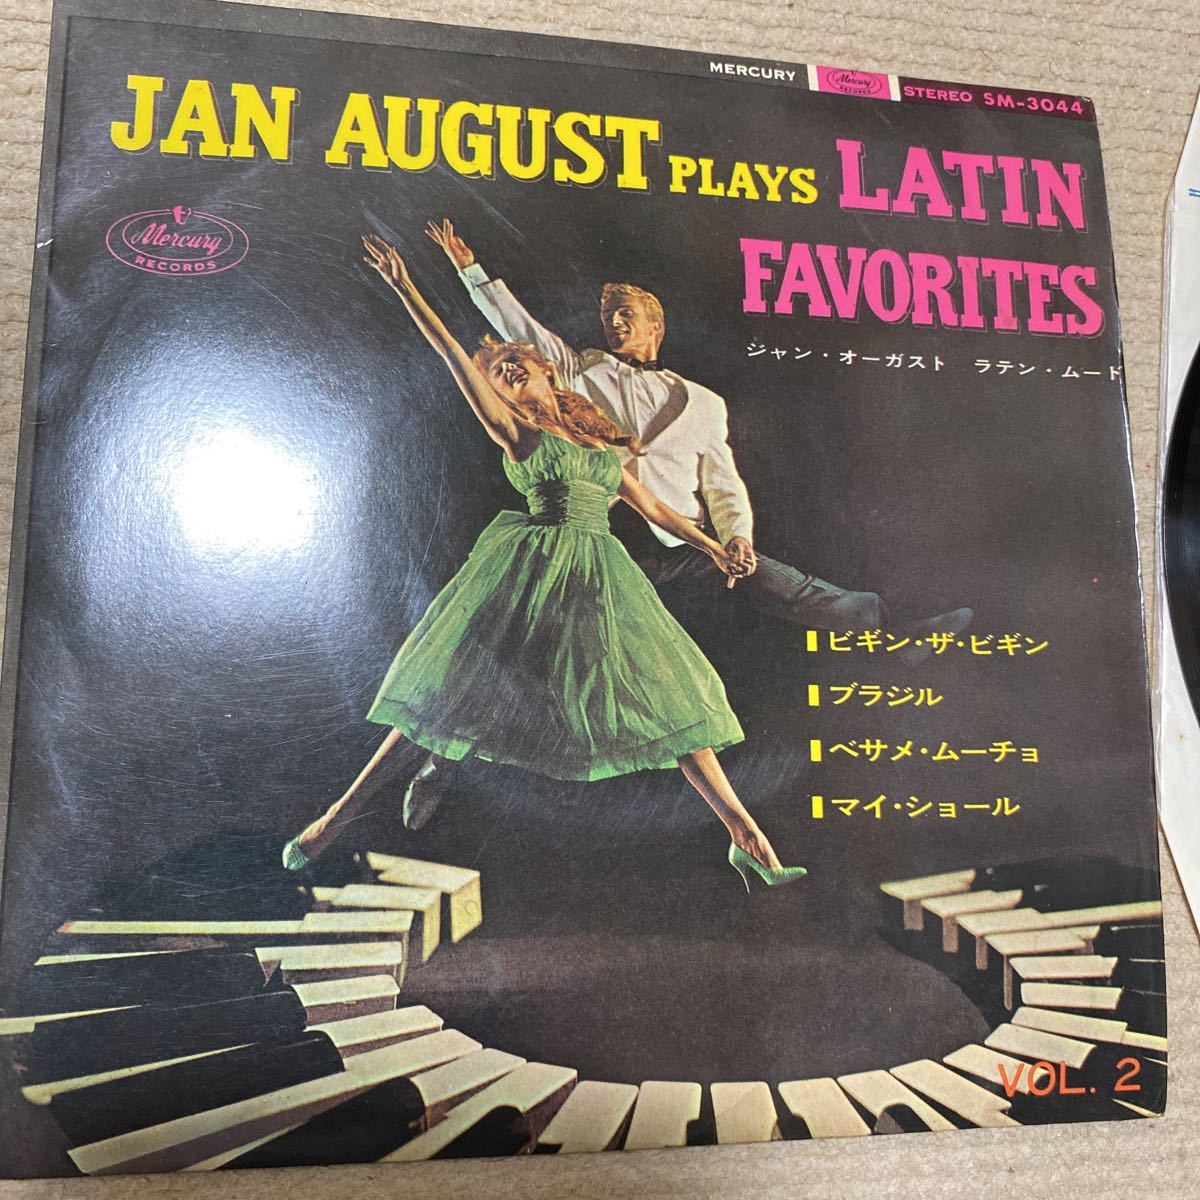 MERCURY Mercury RECORDS STEREO SM-3044
JAN AUGUST PLAYS LATIN
FAVORITES
Mercury
RECORDS
ジャン・オーガスト ラテン・ムード
ビギン・ザ・ビギン
ブラジル
ベサメ・ムーチョ
マイ・ショール
VOL. 2